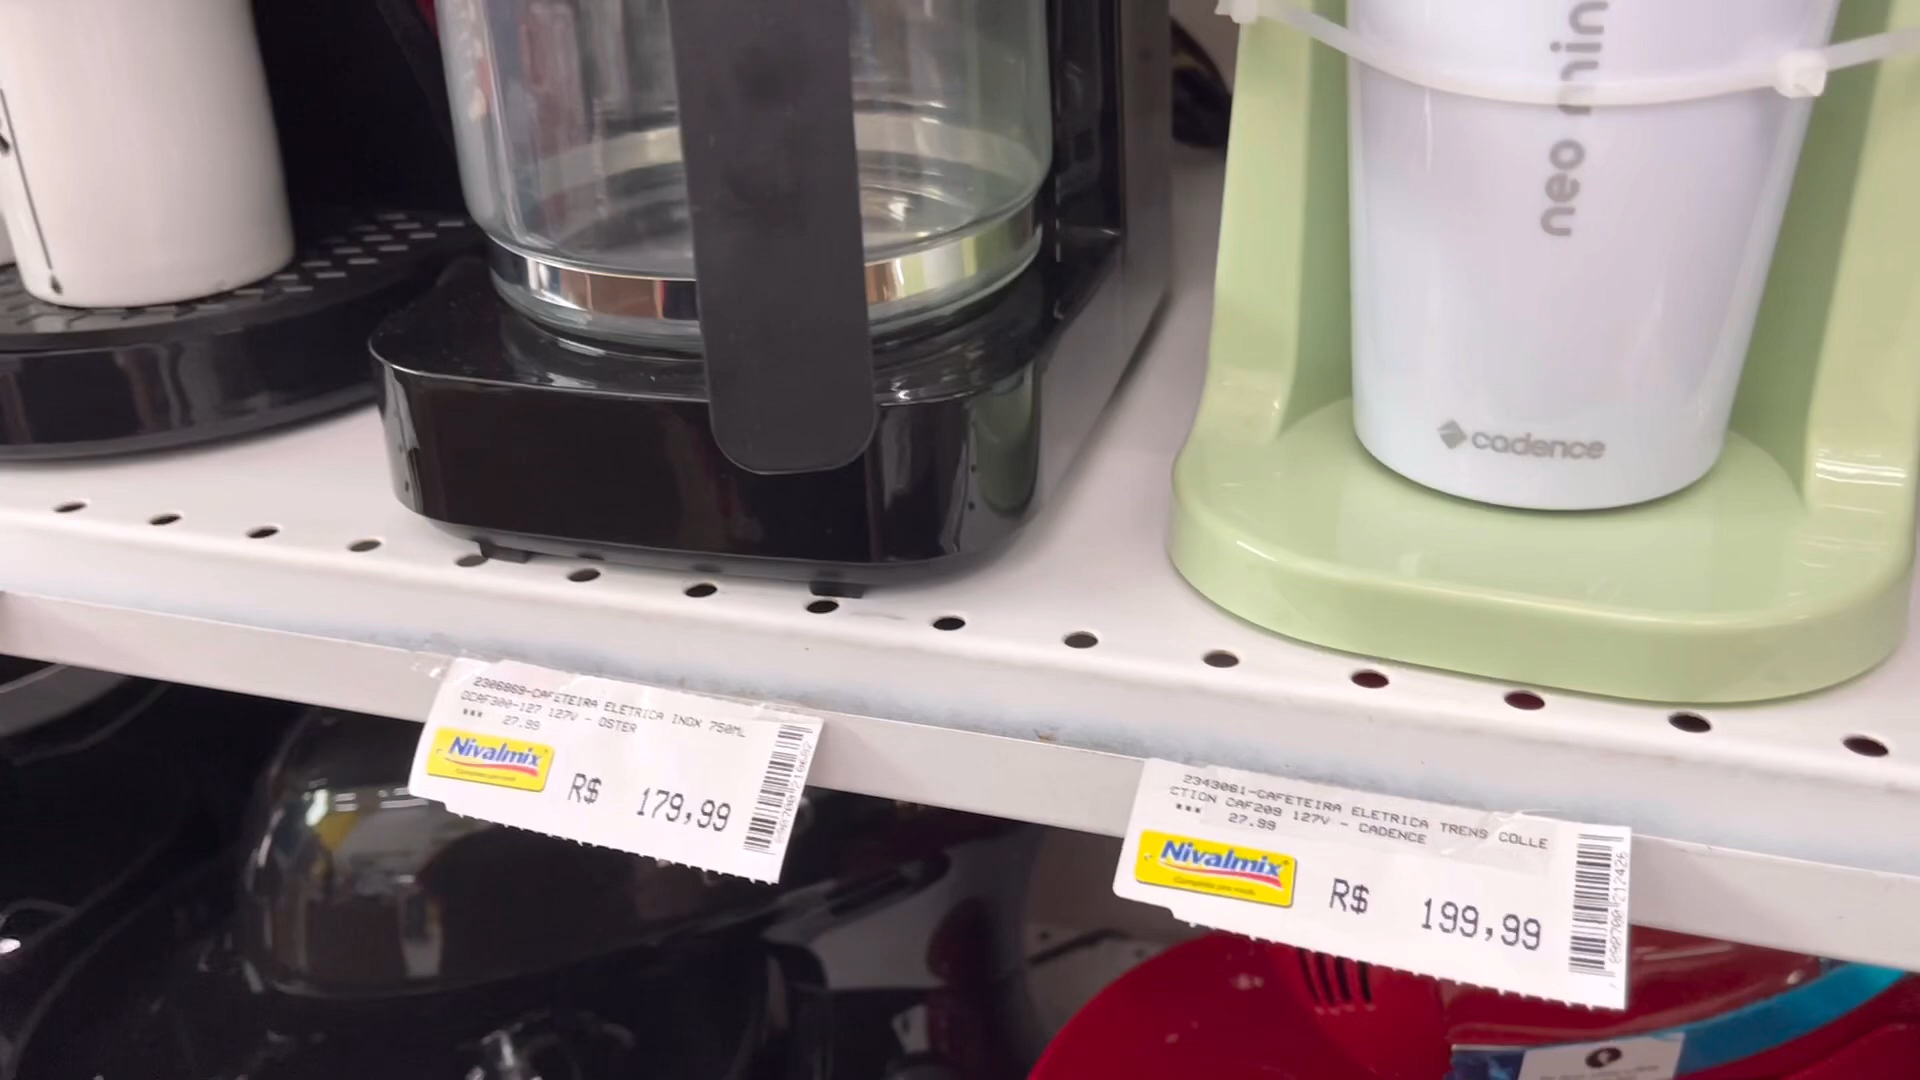 neo min
cadence
2306869-CAFETEIRA ELETRICA INOX 750ML
OCAF300-127 127V - OSTER
*** 27.99
Nivalmix
R$ 179,99
2343061-CAFETEIRA ELETRICA TRENS COLLE
CTION CAF209 127V - CADENCE
*** 27.99
Nivalmix
R$ 199,99